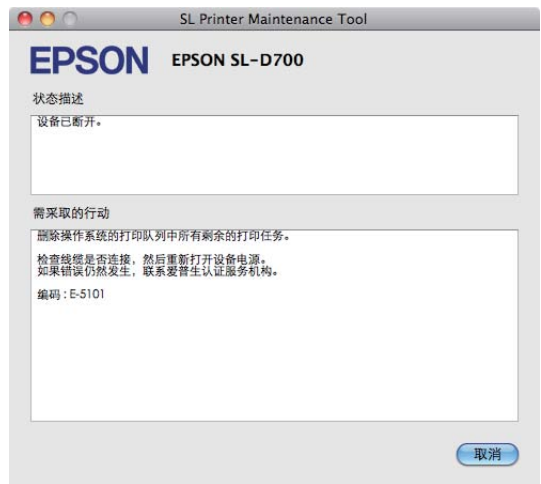 SL Printer Maintenance Tool
EPSON EPSON SL-D700
状态描述
设备已断开。
需采取的行动
删除操作系统的打印队列中所有剩余的打印任务。
检查线缆是否连接，然后重新打开设备电源。
如果错误仍然发生，联系爱普生认证服务机构。
编码：E-5101
取消